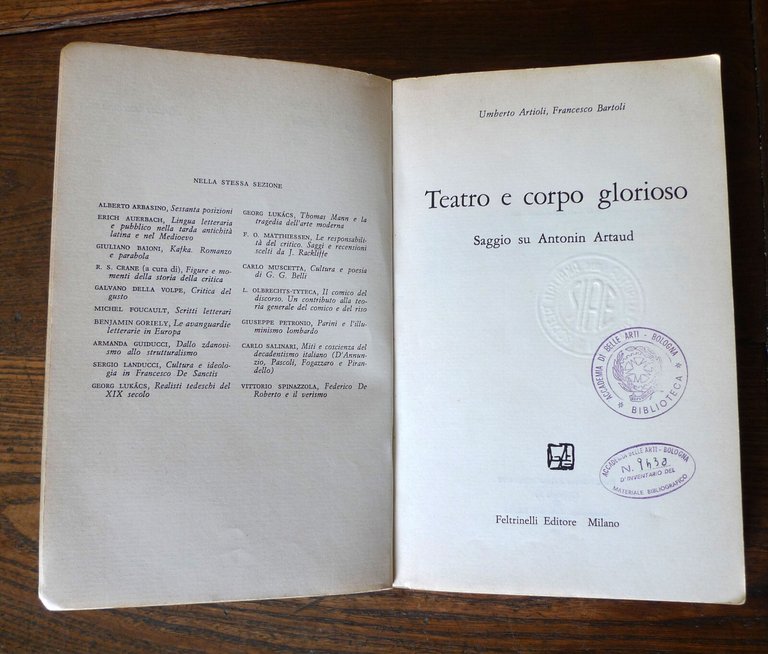 NELLA STESSA SEZIONE
ALBERTO ARBASINO, Sessanta posizioni
ERICH AUERBACH, Lingua letteraria
e pubblico nella tarda antichità
latina e nel Medioevo
GIULIANO BAIONI, Kafka. Romanzo
e parabola
R. S. CRANE (a cura di), Figure e mo-
menti della storia della critica
GALVANO DELLA VOLPE, Critica del
gusto
MICHEL FOUCAULT, Scritti letterari
BENJAMIN GORIELY, Le avanguardie
letterarie in Europa
ARMANDA GUIDUCCI, Dallo zdanovi-
smo allo strutturalismo
SERGIO LANDUCCI, Cultura e ideolo-
gia in Francesco De Sanctis
GEORG LUKÁCS, Realisti tedeschi del
XIX secolo
GEORG LUKÁCS, Thomas Mann e la
tragedia dell'arte moderna
F. O. MATTHIESSEN, Le responsabili-
tà del critico. Saggi e recensioni
scelti da J. Rackliffe
CARLO MUSCETTA, Cultura e poesia
di G. G. Belli
L. OLBRECHTS-TYTECA, Il comico del
discorso. Un contributo alla teo-
ria generale del comico e del riso
GIUSEPPE PETRONIO, Parini e l'illu-
minismo lombardo
CARLO SALINARI, Miti e coscienza del
decadentismo italiano (D'Annun-
zio, Pascoli, Fogazzaro e Piran-
dello)
VITTORIO SPINAZZOLA, Federico De
Roberto e il verismo
Umberto Artioli, Francesco Bartoli
Teatro e corpo glorioso
Saggio su Antonin Artaud
SIAE
ACCADEMIA DI BELLE ARTI - BOLOGNA
* BIBLIOTECA *
ACCADEMIA BELLE ARTI - BOLOGNA
N. 9430
D'INVENTARIO DEL
MATERIALE BIBLIOGRAFICO
Feltrinelli Editore Milano